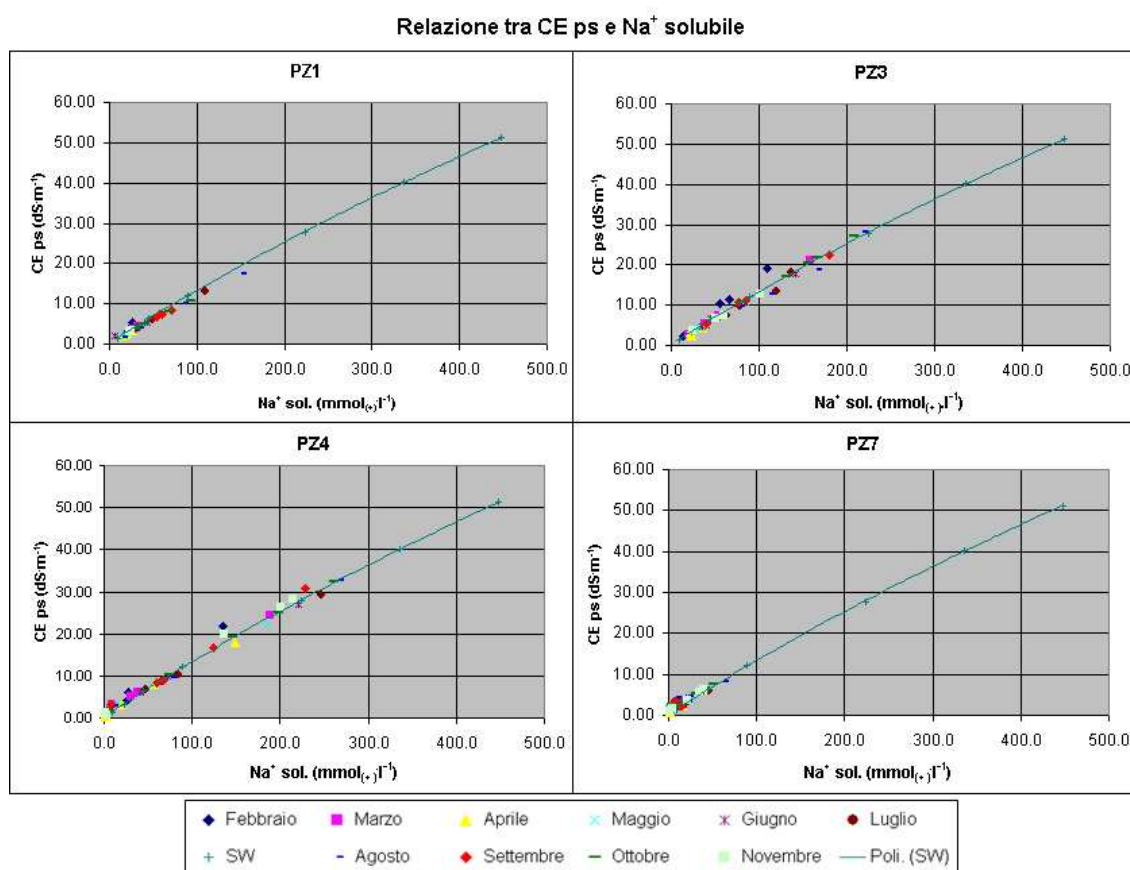 Relazione tra CE ps e Na⁺ solubile
PZ1
CE ps (dS·m⁻¹)
60.00
50.00
40.00
30.00
20.00
10.00
0.00
0.0 100.0 200.0 300.0 400.0 500.0
Na⁺ sol. (mmol₍₊₎l⁻¹)
PZ3
CE ps (dS·m⁻¹)
60.00
50.00
40.00
30.00
20.00
10.00
0.00
0.0 100.0 200.0 300.0 400.0 500.0
Na⁺ sol. (mmol₍₊₎l⁻¹)
PZ4
CE ps (dS·m⁻¹)
60.00
50.00
40.00
30.00
20.00
10.00
0.00
0.0 100.0 200.0 300.0 400.0 500.0
Na⁺ sol. (mmol₍₊₎l⁻¹)
PZ7
CE ps (dS·m⁻¹)
60.00
50.00
40.00
30.00
20.00
10.00
0.00
0.0 100.0 200.0 300.0 400.0 500.0
Na⁺ sol. (mmol₍₊₎l⁻¹)
Febbraio Marzo Aprile Maggio Giugno Luglio
SW Agosto Settembre Ottobre Novembre Poli. (SW)